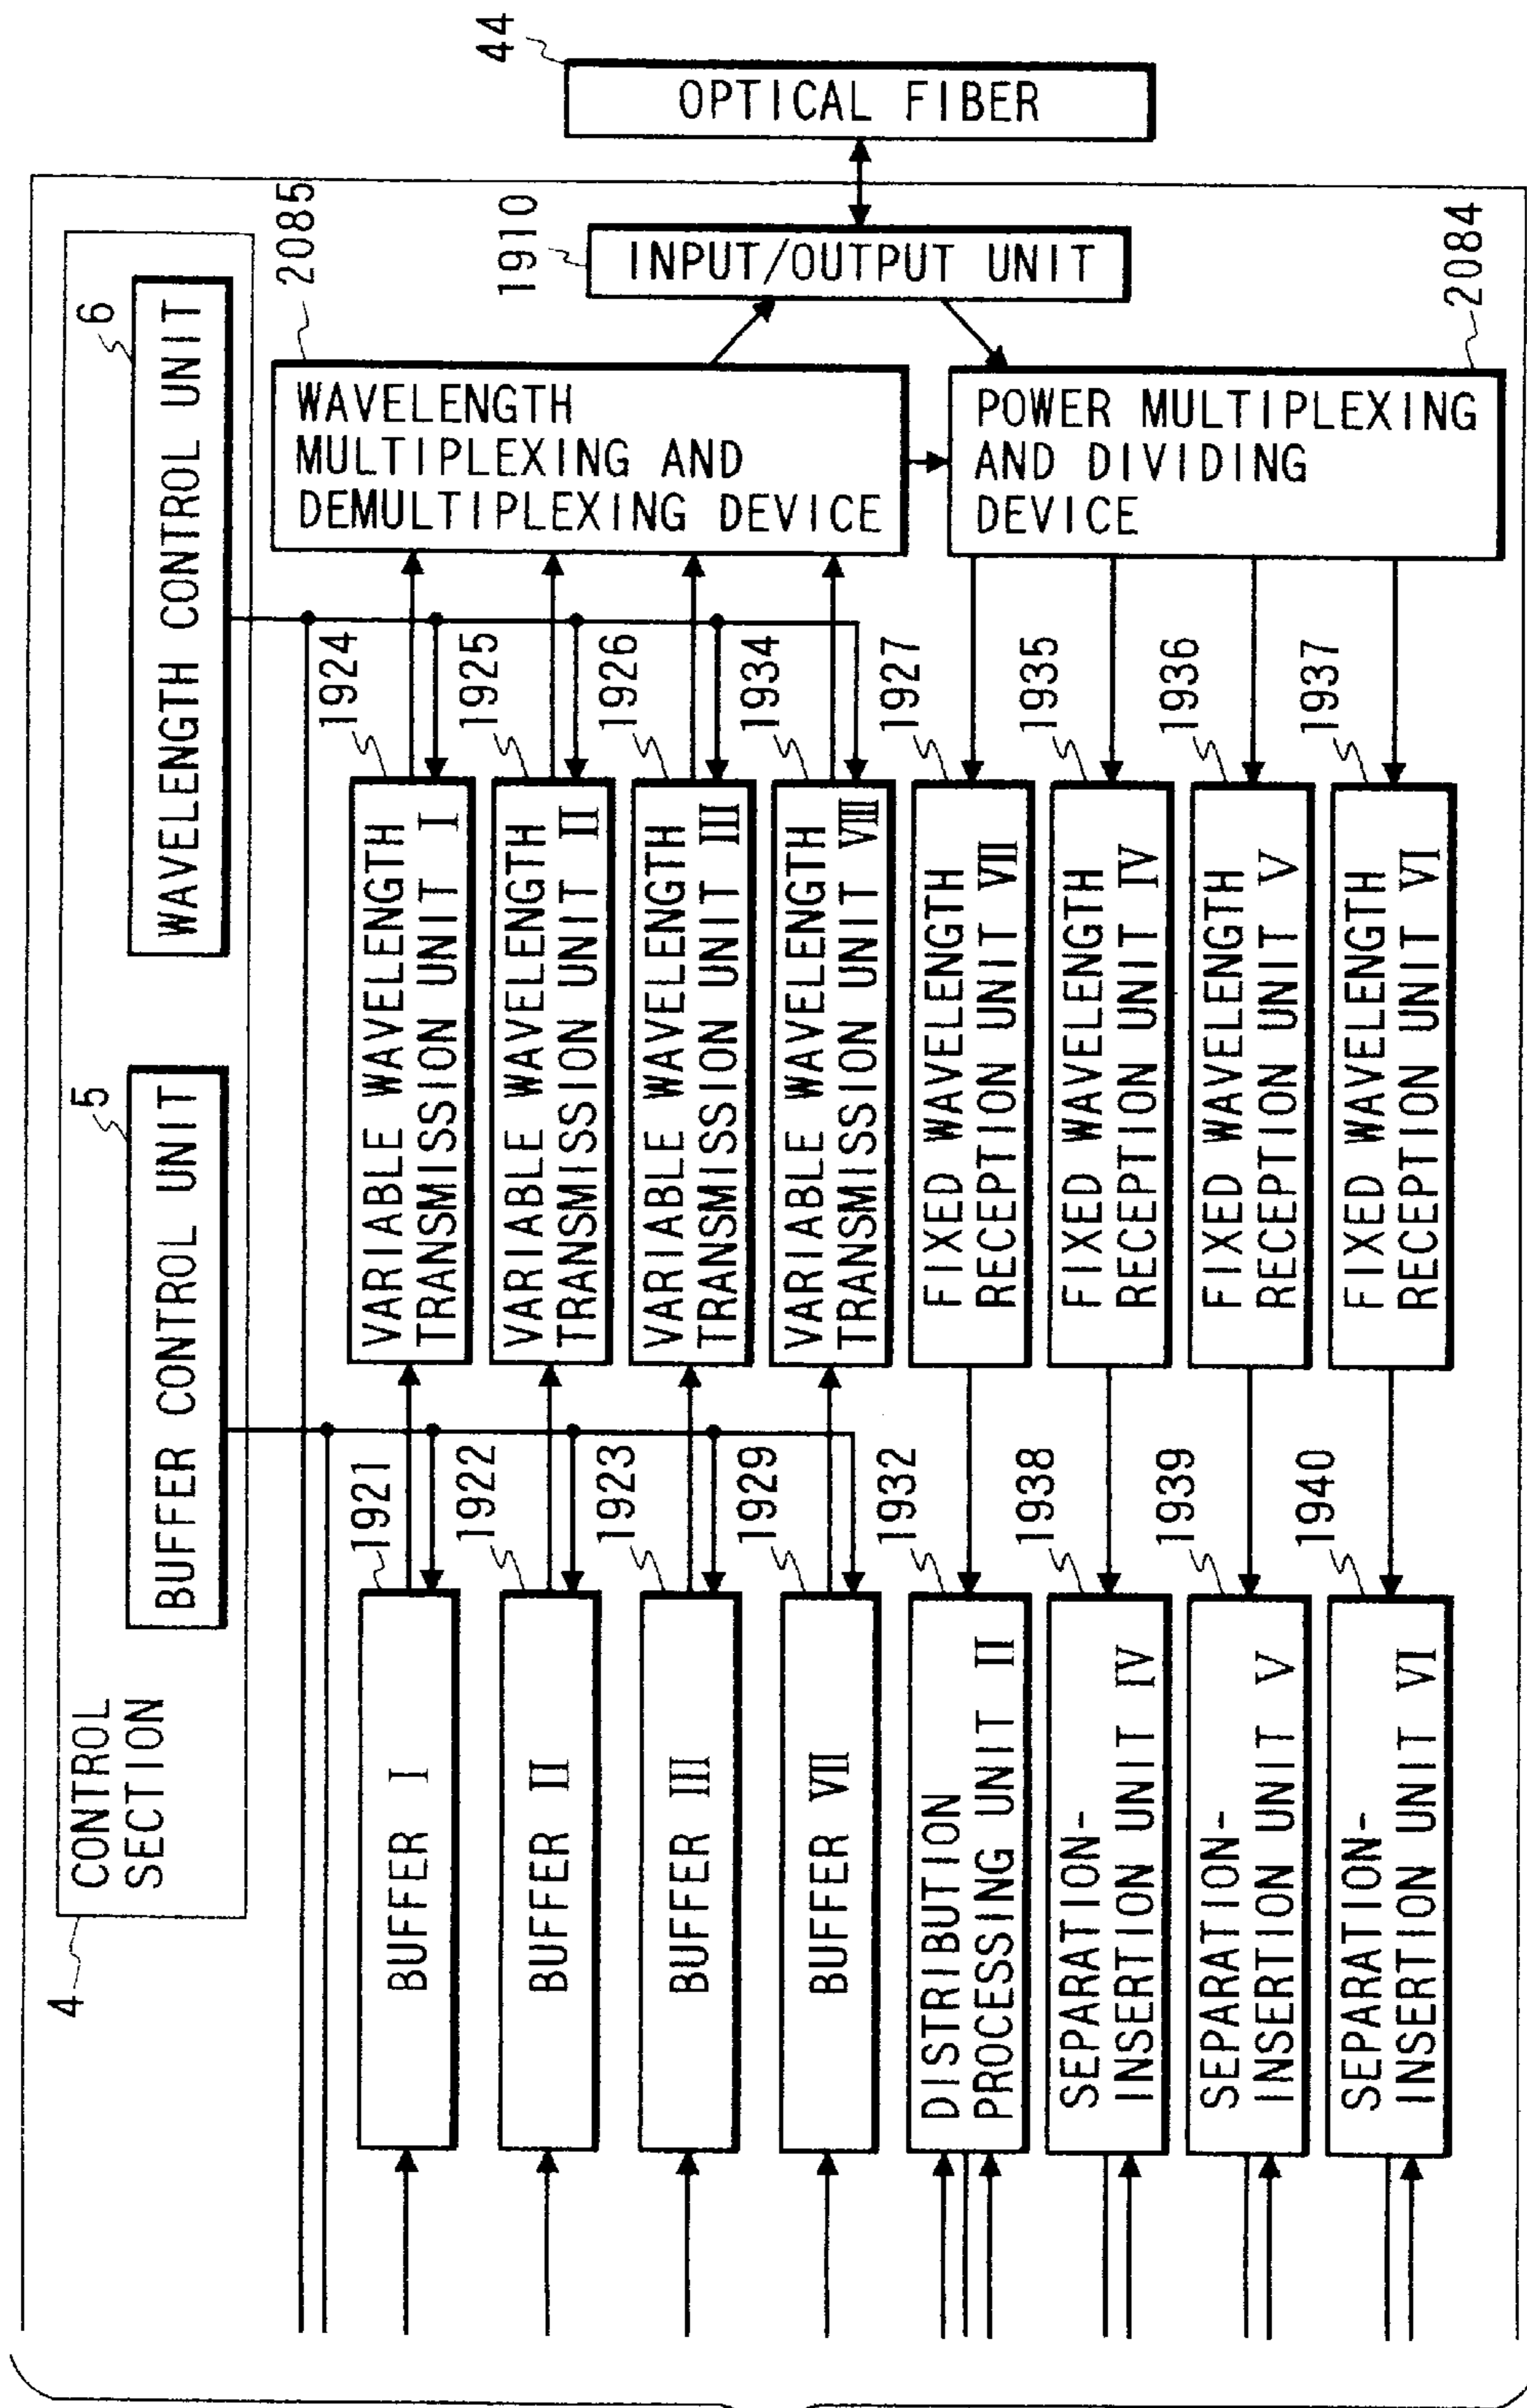 4
CONTROL
SECTION
5
BUFFER CONTROL UNIT
6
WAVELENGTH CONTROL UNIT
1921
BUFFER I
1922
BUFFER II
1923
BUFFER III
1929
BUFFER VII
1932
DISTRIBUTION
PROCESSING UNIT II
1938
SEPARATION-
INSERTION UNIT IV
1939
SEPARATION-
INSERTION UNIT V
1940
SEPARATION-
INSERTION UNIT VI
1924
VARIABLE WAVELENGTH
TRANSMISSION UNIT I
1925
VARIABLE WAVELENGTH
TRANSMISSION UNIT II
1926
VARIABLE WAVELENGTH
TRANSMISSION UNIT III
1934
VARIABLE WAVELENGTH
TRANSMISSION UNIT VIII
1927
FIXED WAVELENGTH
RECEPTION UNIT VII
1935
FIXED WAVELENGTH
RECEPTION UNIT IV
1936
FIXED WAVELENGTH
RECEPTION UNIT V
1937
FIXED WAVELENGTH
RECEPTION UNIT VI
2085
WAVELENGTH
MULTIPLEXING AND
DEMULTIPLEXING DEVICE
2084
POWER MULTIPLEXING
AND DIVIDING
DEVICE
1910
INPUT/OUTPUT UNIT
44
OPTICAL FIBER